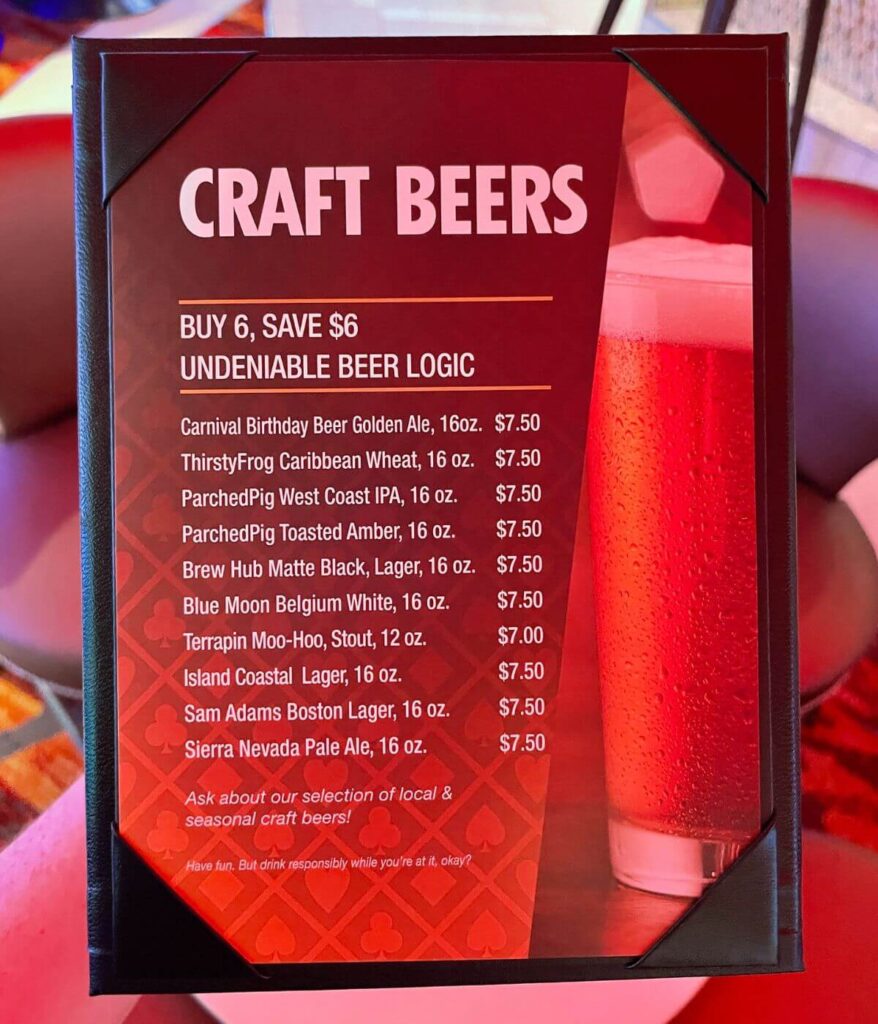 CRAFT BEERS
BUY 6, SAVE $6
UNDENIABLE BEER LOGIC
Carnival Birthday Beer Golden Ale, 16oz. $7.50
ThirstyFrog Caribbean Wheat, 16 oz. $7.50
ParchedPig West Coast IPA, 16 oz. $7.50
ParchedPig Toasted Amber, 16 oz. $7.50
Brew Hub Matte Black, Lager, 16 oz. $7.50
Blue Moon Belgium White, 16 oz. $7.50
Terrapin Moo-Hoo, Stout, 12 oz. $7.00
Island Coastal Lager, 16 oz. $7.50
Sam Adams Boston Lager, 16 oz. $7.50
Sierra Nevada Pale Ale, 16 oz. $7.50
Ask about our selection of local &
seasonal craft beers!
Have fun. But drink responsibly while you're at it, okay?